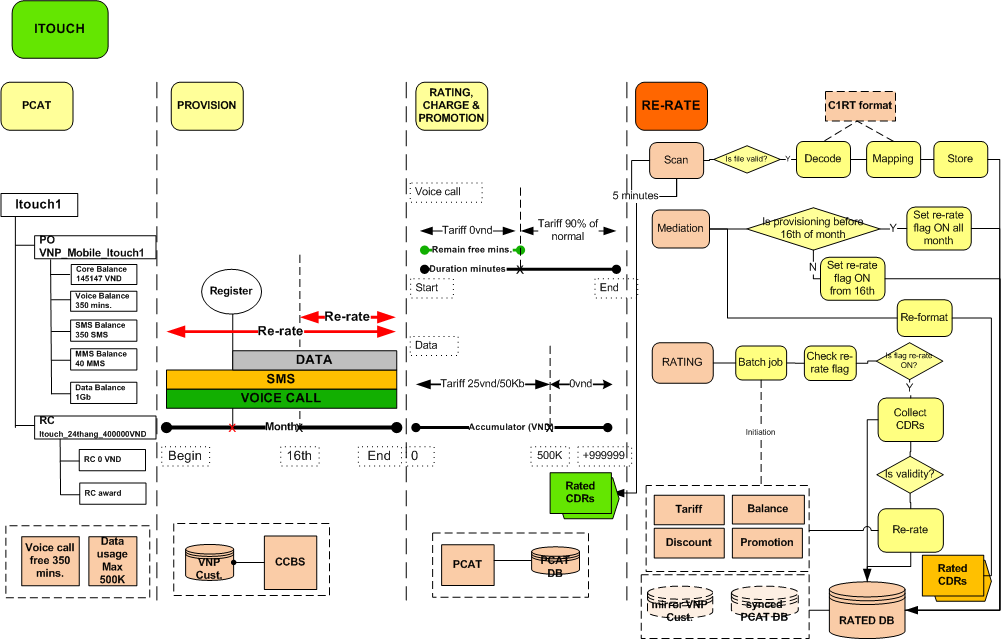 ITOUCH
PCAT
PROVISION
RATING,
CHARGE &
PROMOTION
RE-RATE
C1RT format
Scan
Is file valid?
Y
Decode
Mapping
Store
5 minutes
Itouch1
PO
VNP_Mobile_Itouch1
Core Balance
145147 VND
Voice Balance
350 mins.
SMS Balance
350 SMS
MMS Balance
40 MMS
Data Balance
1Gb
RC
Itouch_24thang_400000VND
RC 0 VND
RC award
Voice call
free 350
mins.
Data
usage
Max
500K
Register
Re-rate
Re-rate
DATA
SMS
VOICE CALL
x
Month
x
Begin
16th
End
VNP
Cust.
CCBS
Voice call
Tariff 0vnd
Tariff 90% of
normal
Remain free mins.
Duration minutes
X
Start
End
Data
Tariff 25vnd/50Kb
0vnd
Accumulator (VND)
X
0
500K
+999999
Rated
CDRs
PCAT
PCAT
DB
Mediation
Is provisioning before
16th of month
Y
Set re-rate
flag ON all
month
N
Set re-rate
flag ON
from 16th
Re-format
RATING
Batch job
Check re-
rate flag
Is flag re-rate
ON?
Y
Collect
CDRs
Initiation
Is validity?
Tariff
Balance
Discount
Promotion
Re-rate
Rated
CDRs
mirror VNP
Cust.
synced
PCAT DB
RATED DB